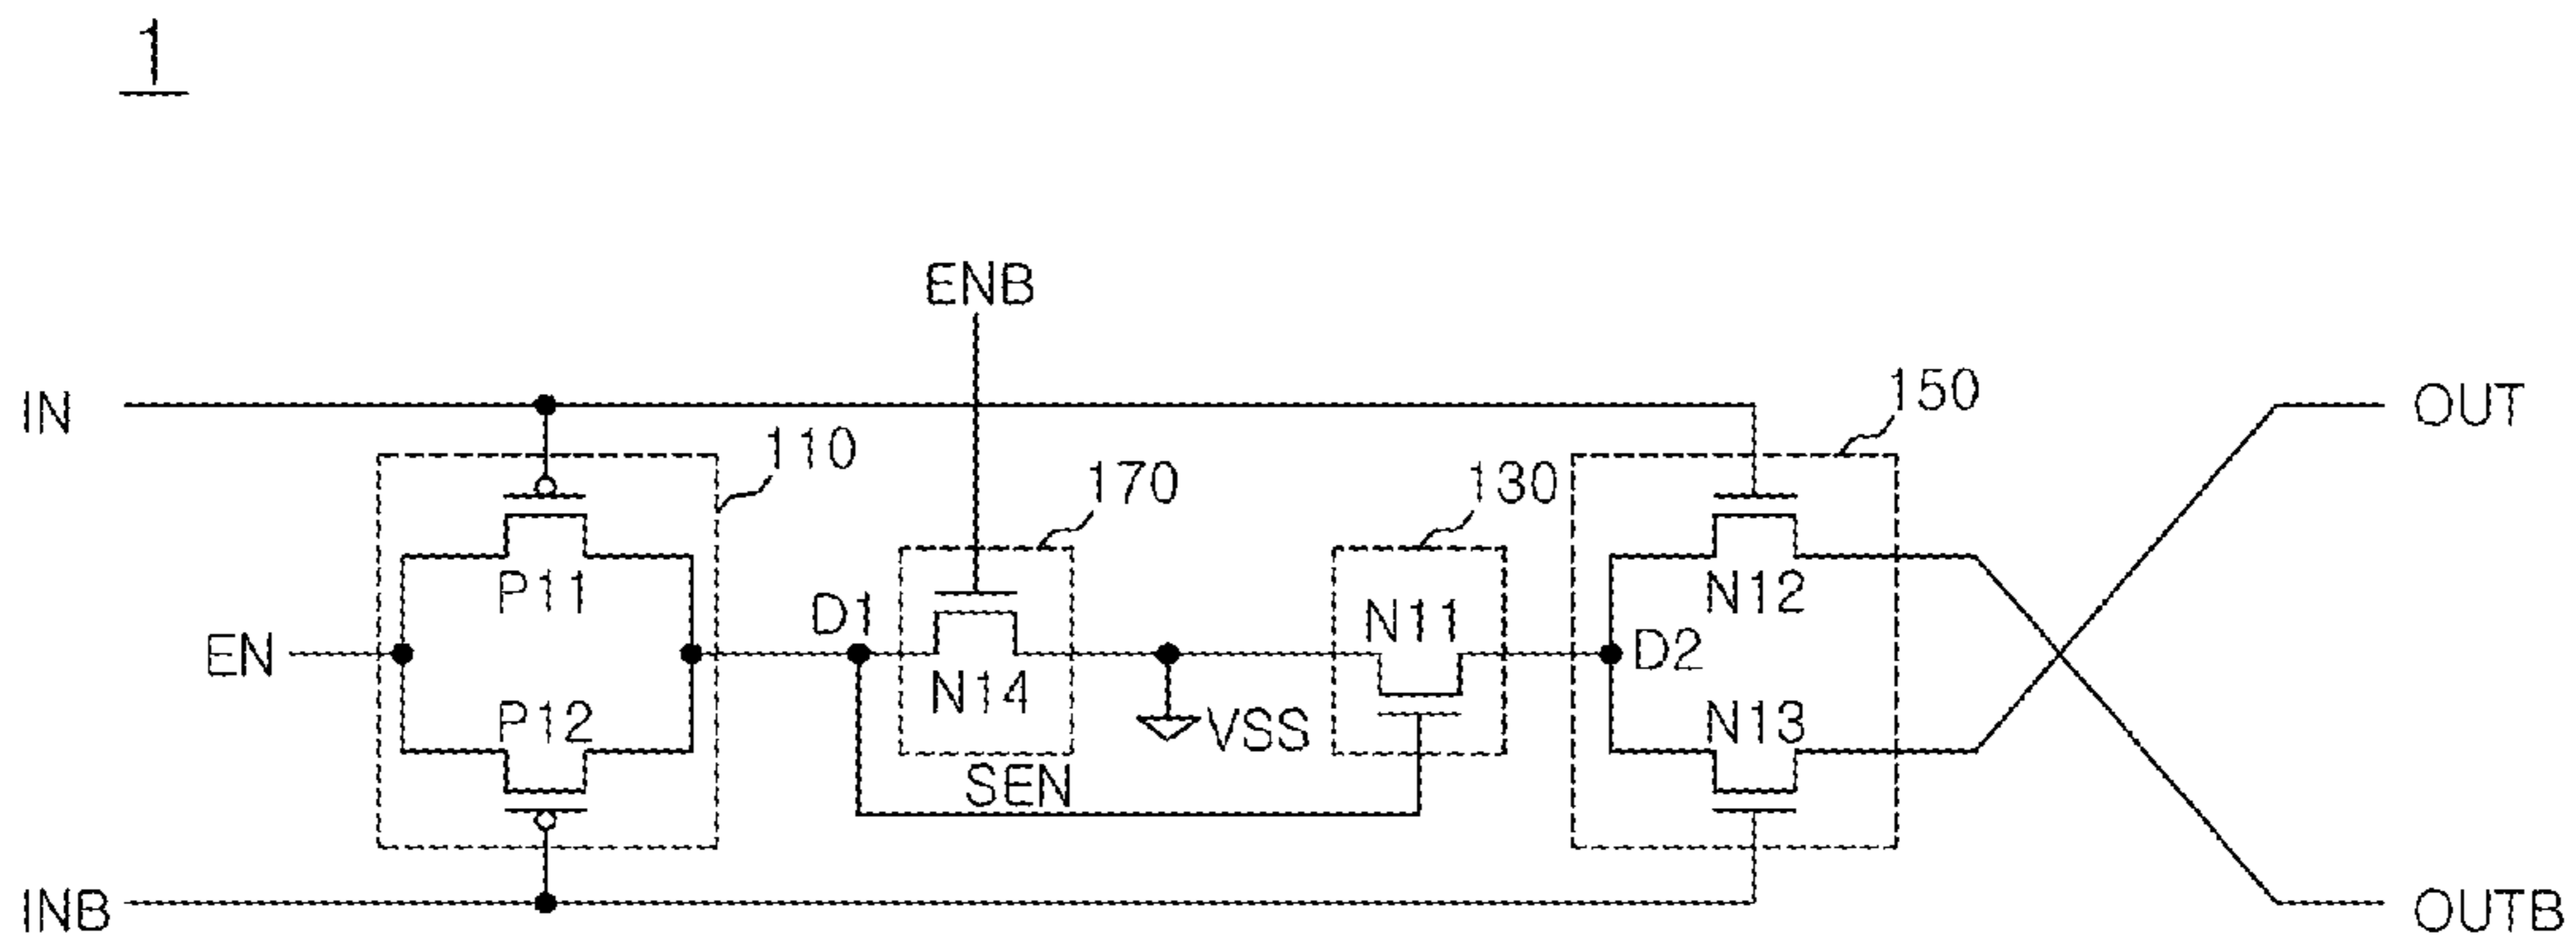 1
ENB
IN
150
OUT
110
170
130
P11
N12
D1
N11
EN
D2
N14
P12
N13
VSS
SEN
INB
OUTB